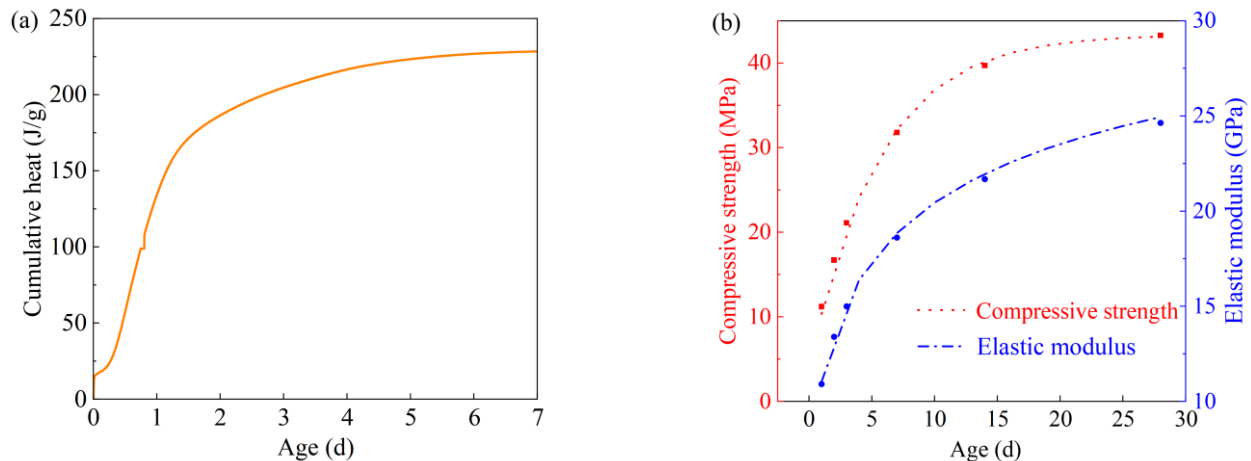 (a)
250
200
150
100
50
0
Cumulative heat (J/g)
0 1 2 3 4 5 6 7
Age (d)
(b)
40
30
20
10
0
Compressive strength (MPa)
30
25
20
15
10
Elastic modulus (GPa)
Compressive strength
Elastic modulus
0 5 10 15 20 25 30
Age (d)